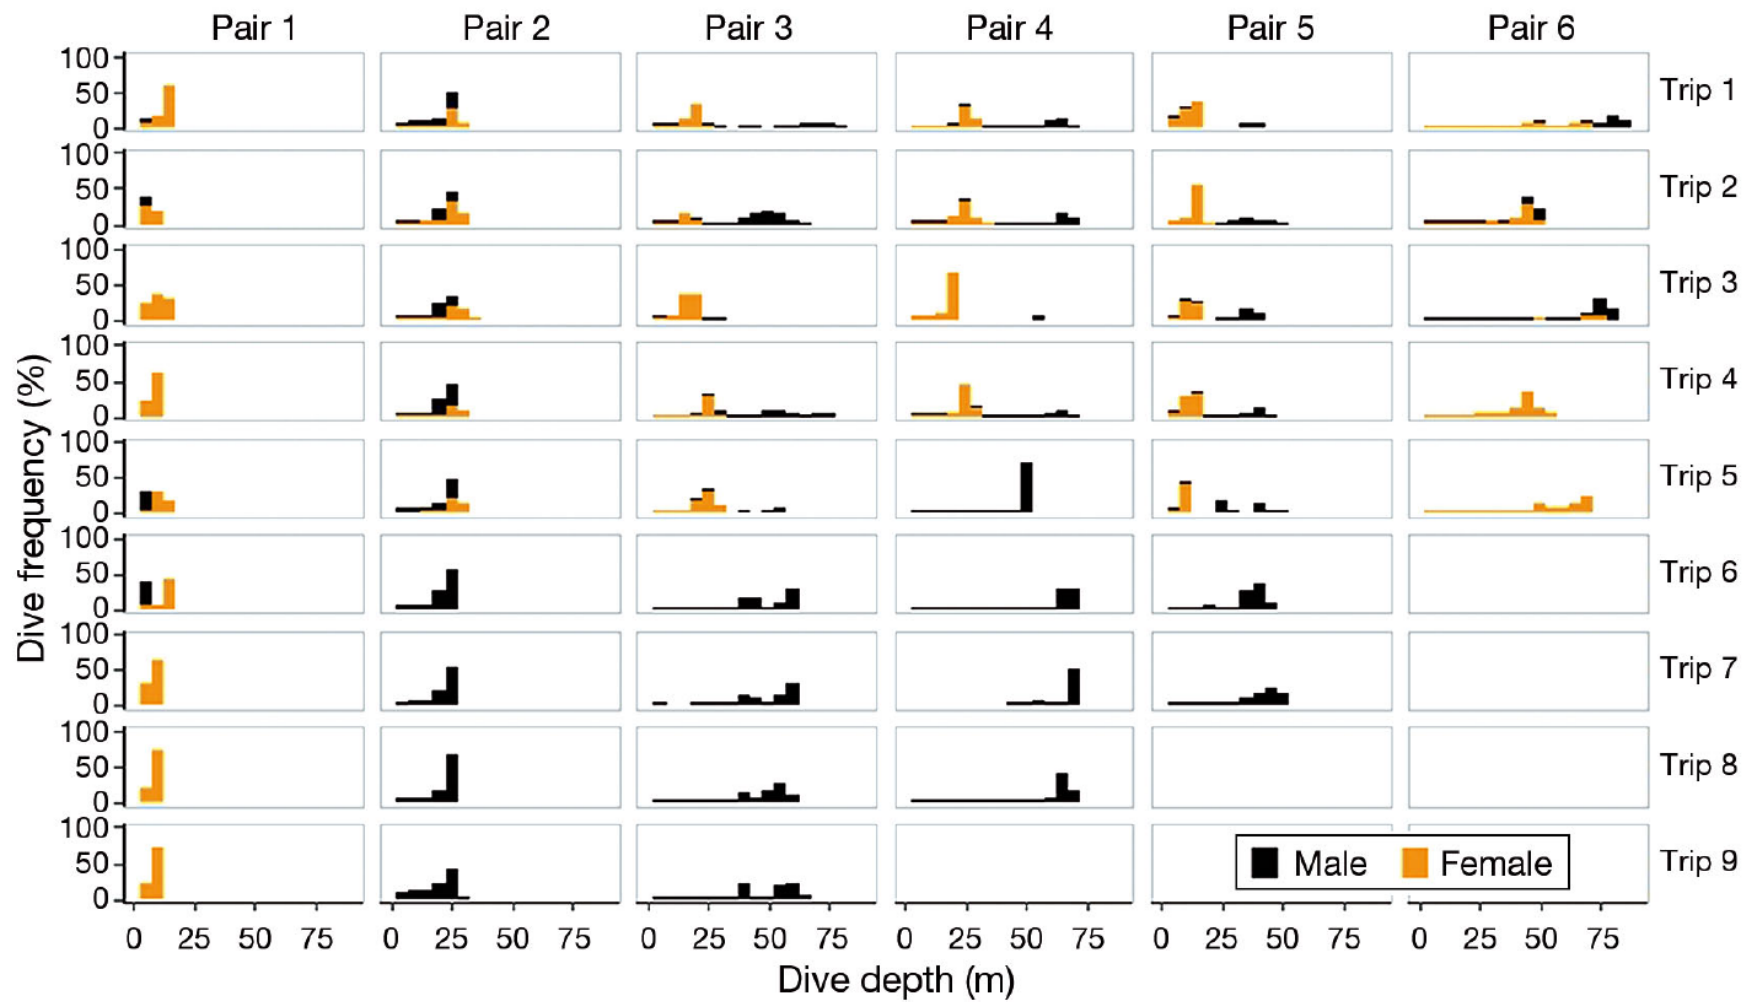 Pair 1 Pair 2 Pair 3 Pair 4 Pair 5 Pair 6
100
50
0
Trip 1
100
50
0
Trip 2
100
50
0
Trip 3
100
50
0
Trip 4
100
50
0
Trip 5
100
50
0
Trip 6
100
50
0
Trip 7
100
50
0
Trip 8
100
50
0
Trip 9
Dive frequency (%)
Male Female
0 25 50 75 0 25 50 75 0 25 50 75 0 25 50 75 0 25 50 75 0 25 50 75
Dive depth (m)